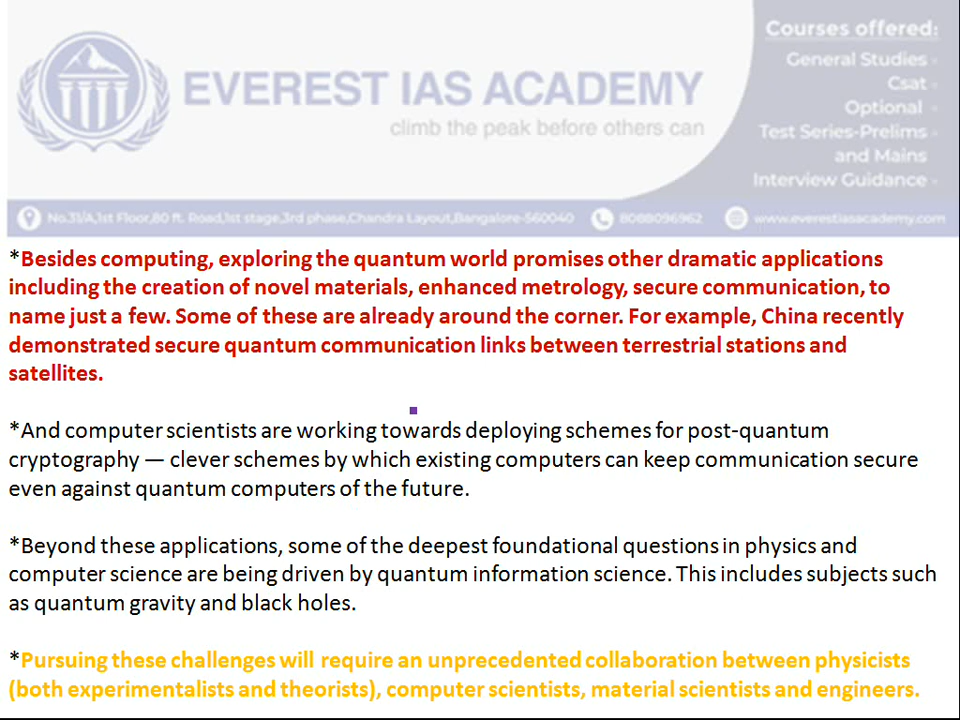 Courses offered:
General Studies -
Csat -
Optional -
Test Series-Prelims -
and Mains
Interview Guidance -
EVEREST IAS ACADEMY
climb the peak before others can
No.31/A,1st Floor,80 ft. Road,1st stage,3rd phase,Chandra Layout,Bangalore-560040
8088096962
www.everestiasacademy.com
*Besides computing, exploring the quantum world promises other dramatic applications
including the creation of novel materials, enhanced metrology, secure communication, to
name just a few. Some of these are already around the corner. For example, China recently
demonstrated secure quantum communication links between terrestrial stations and
satellites.
*And computer scientists are working towards deploying schemes for post-quantum
cryptography — clever schemes by which existing computers can keep communication secure
even against quantum computers of the future.
*Beyond these applications, some of the deepest foundational questions in physics and
computer science are being driven by quantum information science. This includes subjects such
as quantum gravity and black holes.
*Pursuing these challenges will require an unprecedented collaboration between physicists
(both experimentalists and theorists), computer scientists, material scientists and engineers.